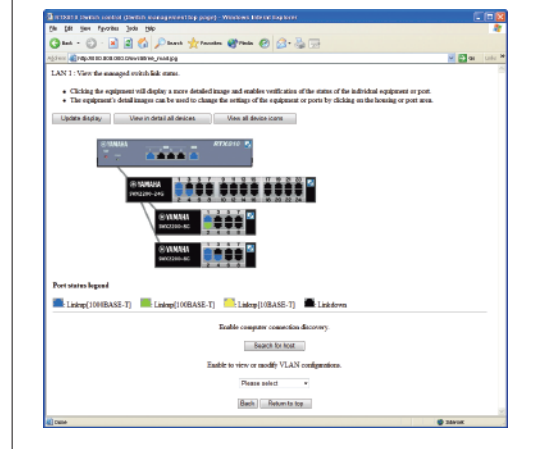 RTX810 Switch control (Switch management top page) - Windows Internet Explorer
File Edit View Favorites Tools Help
Back Search Favorites Media
Address
LAN 1 : View the managed switch link status.
Clicking the equipment will display a more detailed image and enables verification of the status of the individual equipment or port.
The equipment's detail images can be used to change the settings of the equipment or ports by clicking on the housing or port area.
Update display View in detail all devices View all device icons
YAMAHA RTX810
YAMAHA
SWX2200-24G
YAMAHA
SWX2200-8G
YAMAHA
SWX2200-8G
Port status legend
: Linkup[1000BASE-T] : Linkup[100BASE-T] : Linkup[10BASE-T] : Linkdown
Enable computer connection discovery.
Search for host
Enable to view or modify VLAN configurations.
Please select
Back Return to top
Done Internet